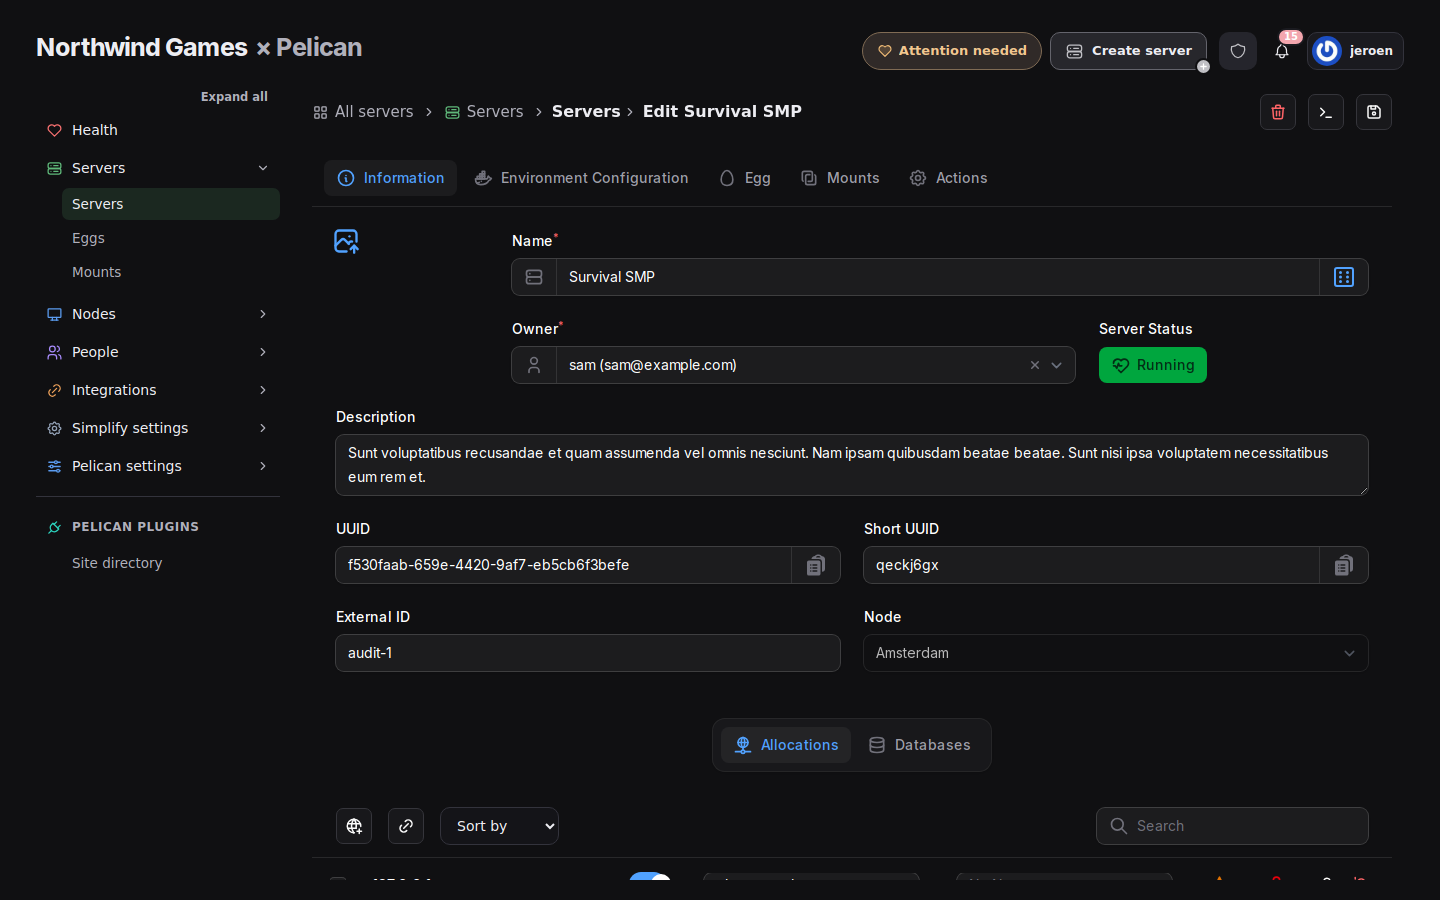 Northwind Games × Pelican
Attention needed
Create server
15
jeroen
Expand all
Health
Servers
Servers
Eggs
Mounts
Nodes
People
Integrations
Simplify settings
Pelican settings
PELICAN PLUGINS
Site directory
All servers > Servers > Servers > Edit Survival SMP
Information
Environment Configuration
Egg
Mounts
Actions
Name*
Survival SMP
Owner*
Server Status
sam (sam@example.com)
Running
Description
Sunt voluptatibus recusandae et quam assumenda vel omnis nesciunt. Nam ipsam quibusdam beatae beatae. Sunt nisi ipsa voluptatem necessitatibus
eum rem et.
UUID
Short UUID
f530faab-659e-4420-9af7-eb5cb6f3befe
qeckj6gx
External ID
Node
audit-1
Amsterdam
Allocations
Databases
Sort by
Search